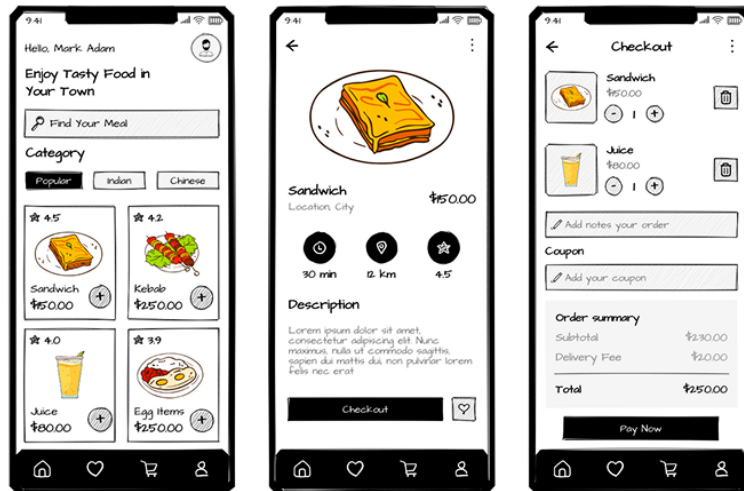 9:41
Hello, Mark Adam
Enjoy Tasty Food in
Your Town
Find Your Meal
Category
Popular Indian Chinese
4.5 4.2
Sandwich Kebab
$150.00 $250.00
4.0 3.9
Juice Egg Items
$80.00 $250.00
9:41
Sandwich $150.00
Location, City
30 min 12 km 4.5
Description
Lorem ipsum dolor sit amet,
consectetur adipiscing elit. Nunc
maximus, nulla ut commodo sagittis,
sapien dui mattis dui, non pulvinar lorem
felis nec erat
Checkout
9:41
Checkout
Sandwich
$150.00
- 1 +
Juice
$80.00
- 1 +
Add notes your order
Coupon
Add your coupon
Order summary
Subtotal $230.00
Delivery Fee $20.00
Total $250.00
Pay Now